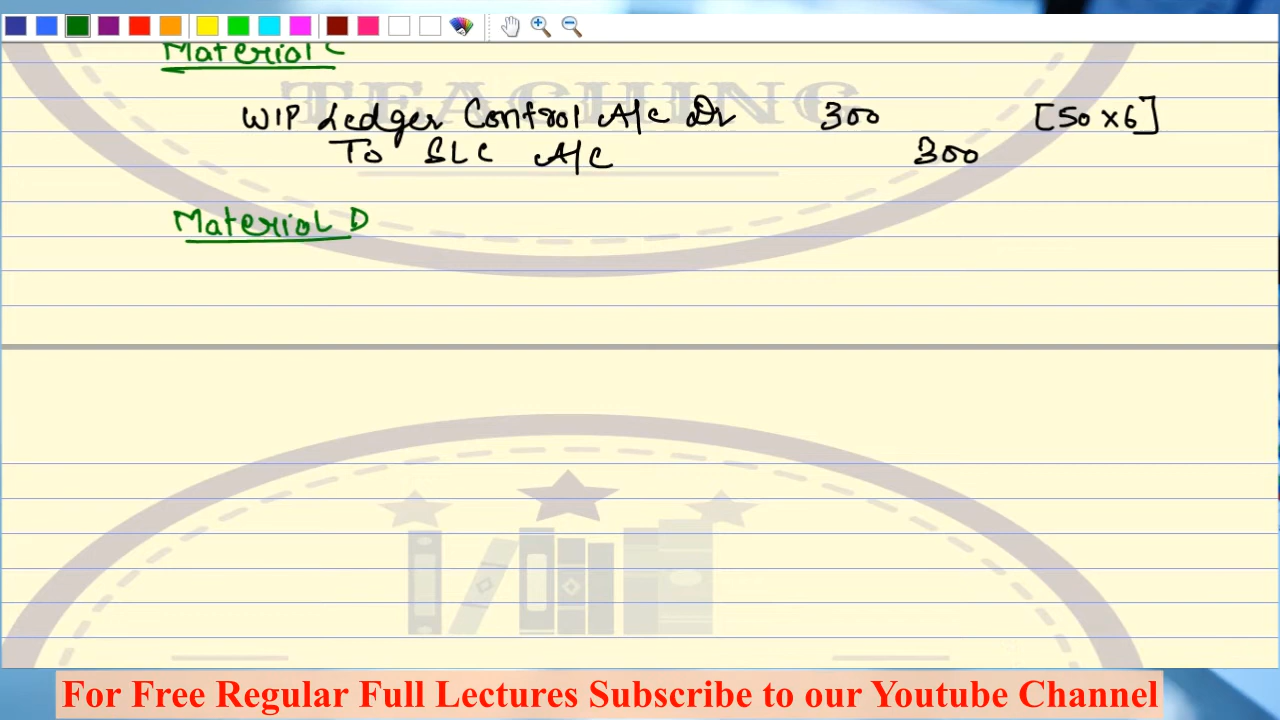 Material C
TEACHING
WIP Ledger Control A/c Dr 300 [50 x 6]
To SLC A/C 300
Material D
For Free Regular Full Lectures Subscribe to our Youtube Channel